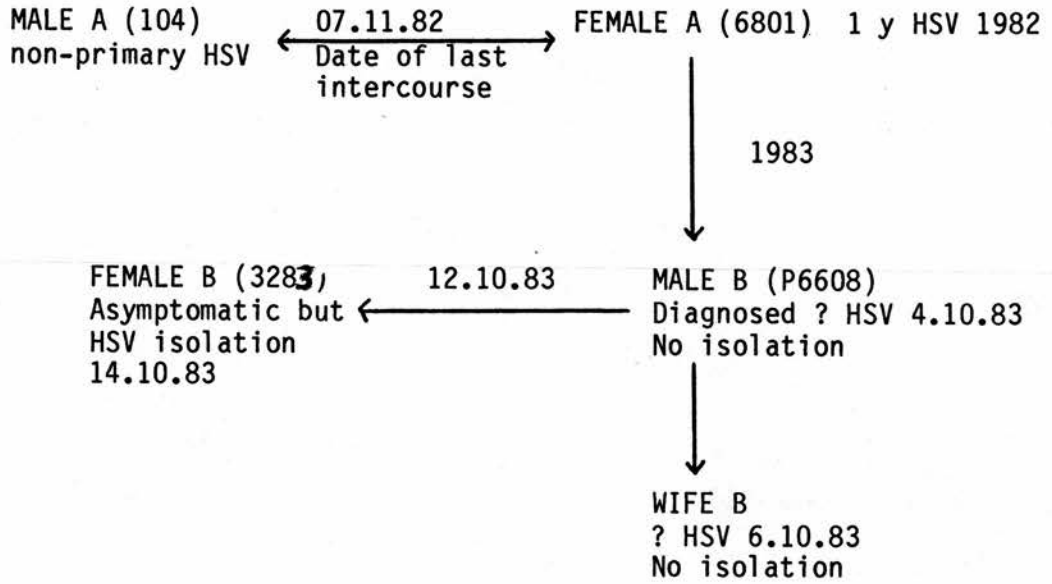 MALE A (104)
non-primary HSV
07.11.82
Date of last
intercourse
FEMALE A (6801) 1 y HSV 1982
1983
FEMALE B (3283)
Asymptomatic but
HSV isolation
14.10.83
12.10.83
MALE B (P6608)
Diagnosed ? HSV 4.10.83
No isolation
WIFE B
? HSV 6.10.83
No isolation